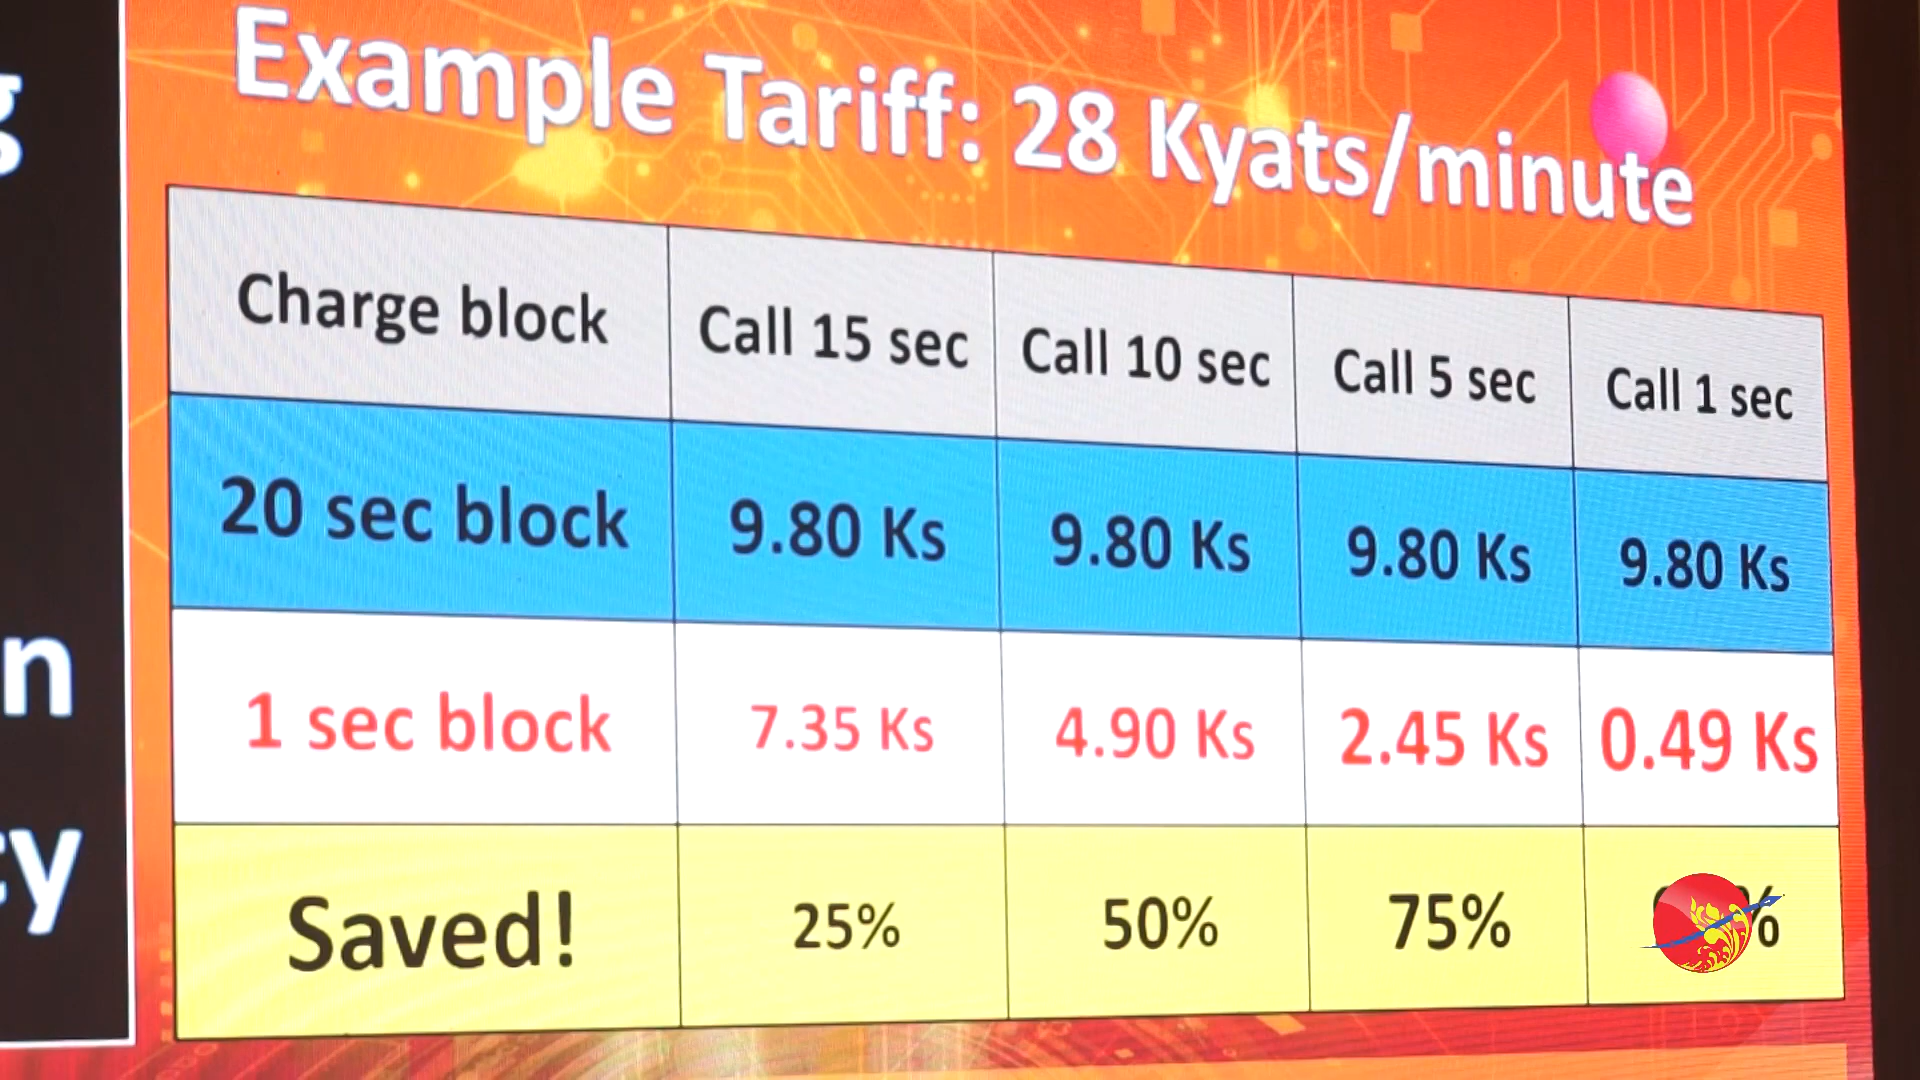 Example Tariff: 28 Kyats/minute
Charge block Call 15 sec Call 10 sec Call 5 sec Call 1 sec
20 sec block 9.80 Ks 9.80 Ks 9.80 Ks 9.80 Ks
1 sec block 7.35 Ks 4.90 Ks 2.45 Ks 0.49 Ks
Saved! 25% 50% 75%